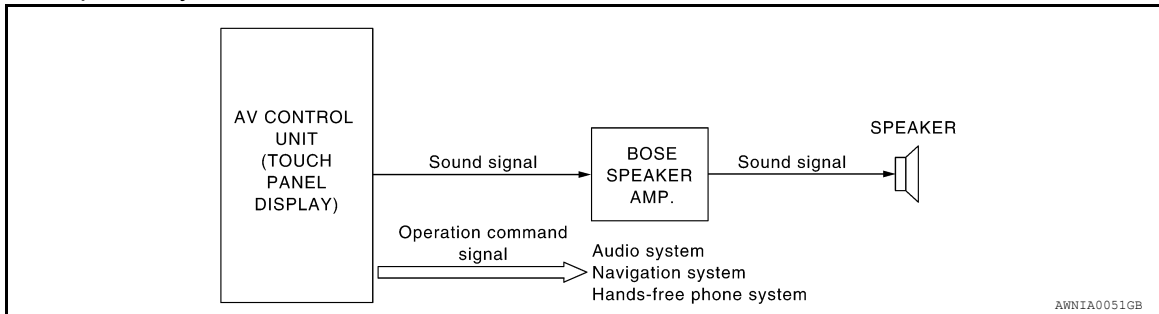 AV CONTROL
UNIT
(TOUCH
PANEL
DISPLAY)
Sound signal
BOSE
SPEAKER
AMP.
Sound signal
SPEAKER
Operation command
signal
Audio system
Navigation system
Hands-free phone system
AWNIA0051GB